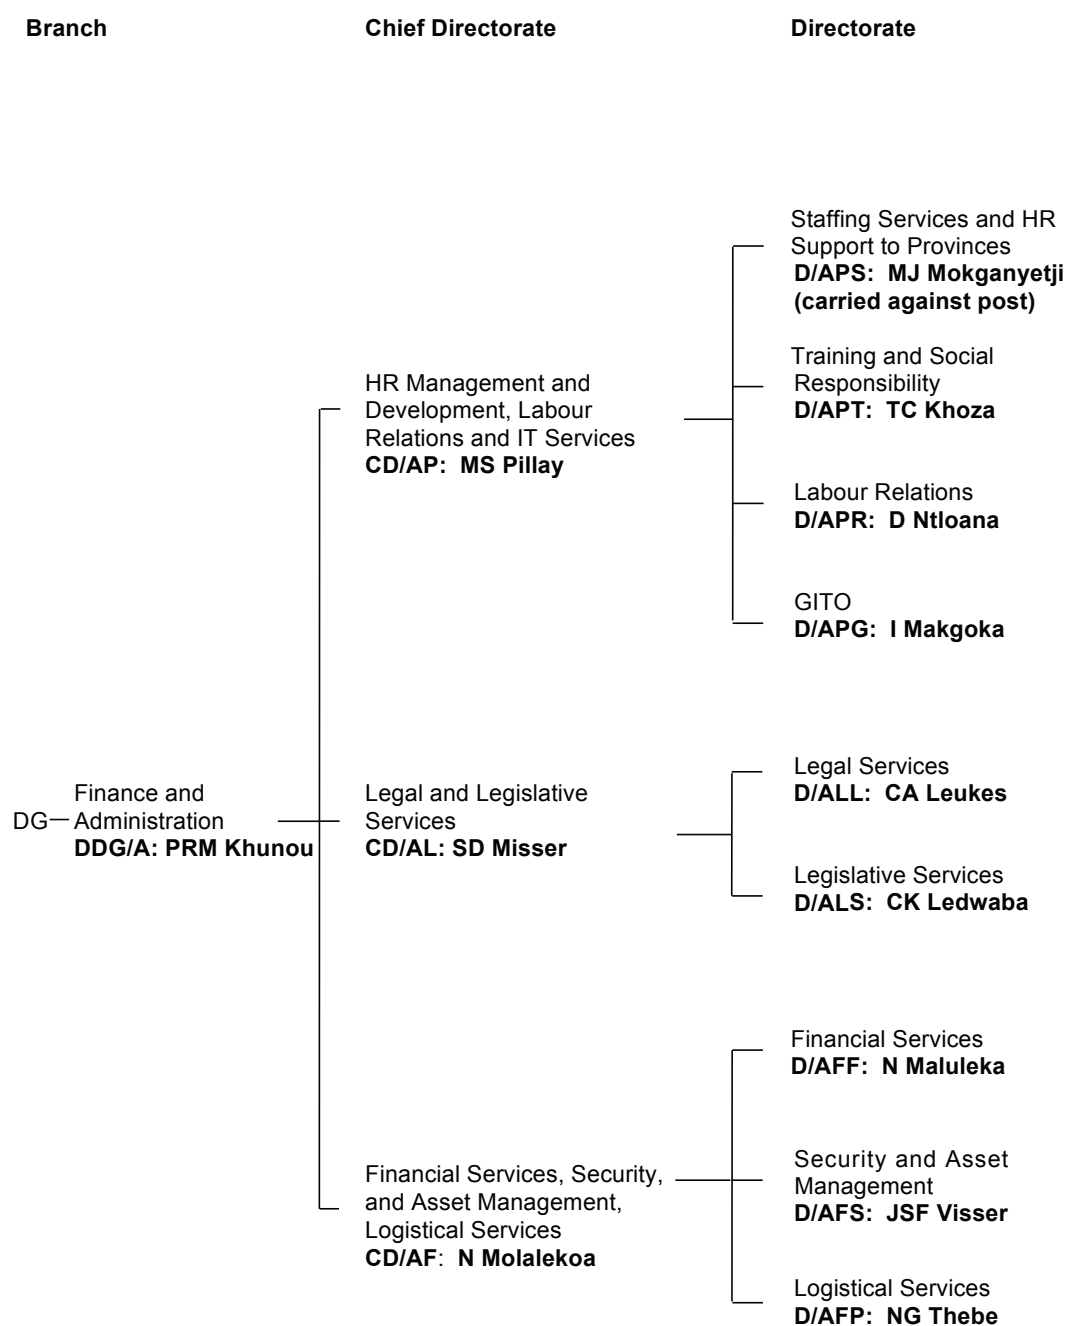 Branch
Chief Directorate
Directorate
Staffing Services and HR
Support to Provinces
D/APS: MJ Mokganyetji
(carried against post)
Training and Social
Responsibility
D/APT: TC Khoza
HR Management and
Development, Labour
Relations and IT Services
CD/AP: MS Pillay
Labour Relations
D/APR: D Ntloana
GITO
D/APG: I Makgoka
DG
Finance and
Administration
DDG/A: PRM Khunou
Legal and Legislative
Services
CD/AL: SD Misser
Legal Services
D/ALL: CA Leukes
Legislative Services
D/ALS: CK Ledwaba
Financial Services, Security,
and Asset Management,
Logistical Services
CD/AF: N Molalekoa
Financial Services
D/AFF: N Maluleka
Security and Asset
Management
D/AFS: JSF Visser
Logistical Services
D/AFP: NG Thebe